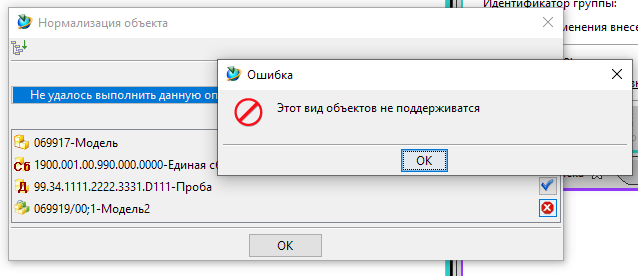 Идентификатор группы:
Нормализация объекта
менения внесе
Ошибка
Не удалось выполнить данную оп
Этот вид объектов не поддерживатся
069917-Модель
OK
Сб 1900.001.00.990.000.0000-Единая сб
Д 99.34.1111.2222.3331.D111-Проба
069919/00;1-Модель2
OK